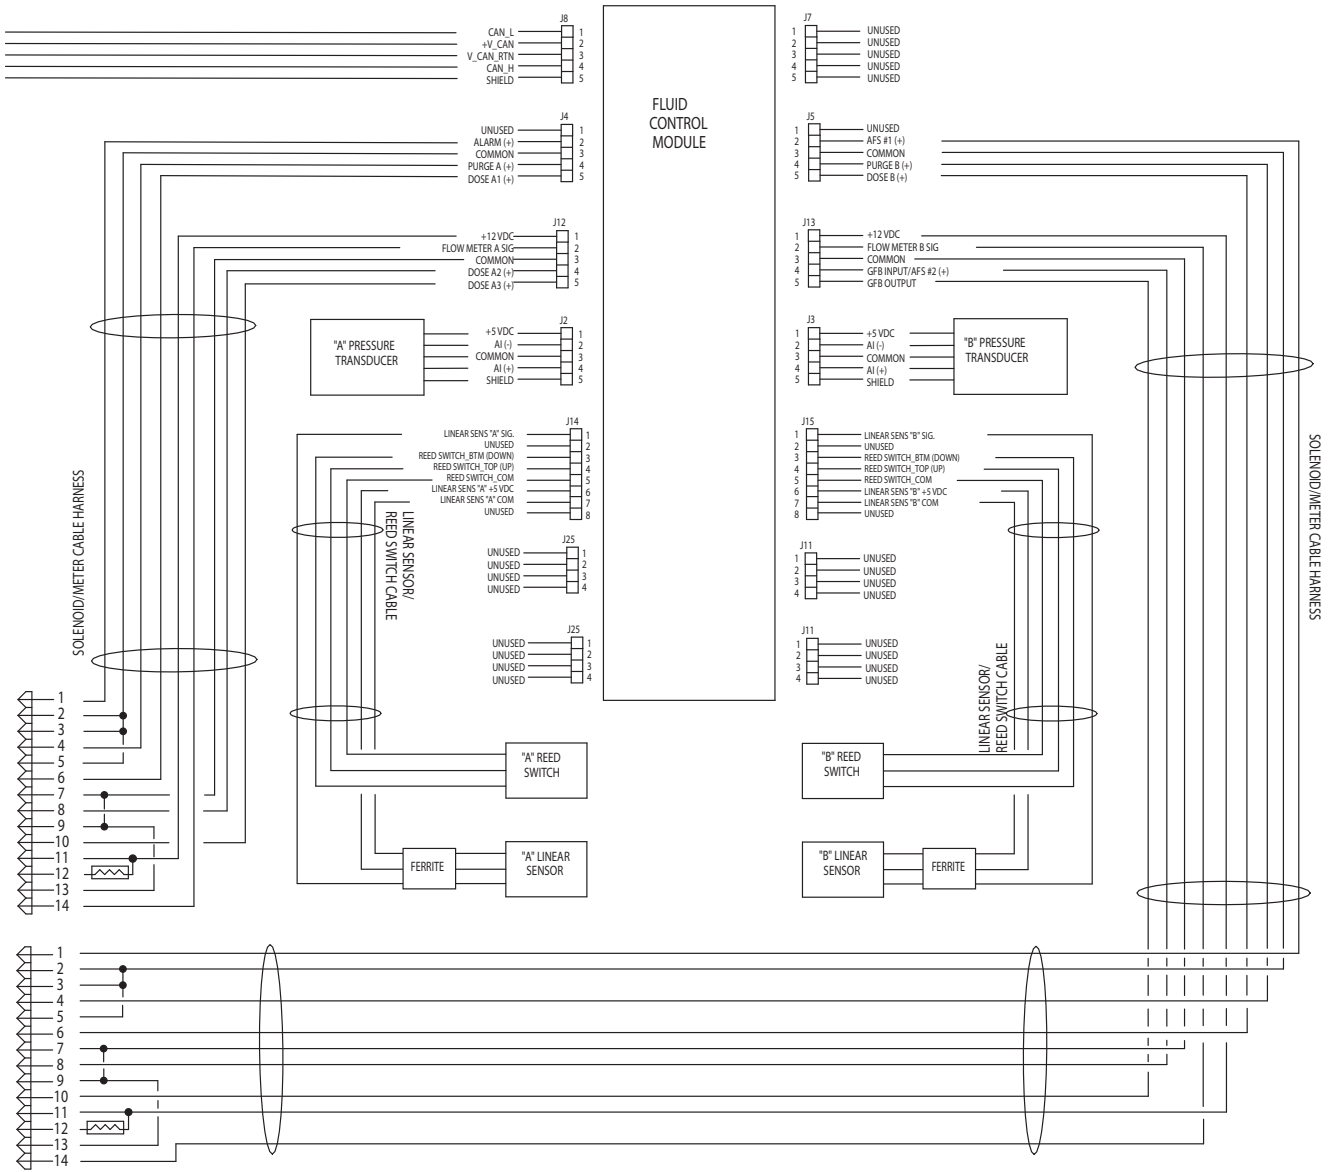 J8
CAN_L 1
+V_CAN 2
V_CAN_RTN 3
CAN_H 4
SHIELD 5
J4
UNUSED 1
ALARM (+) 2
COMMON 3
PURGE A (+) 4
DOSE A1 (+) 5
J12
+12 VDC 1
FLOW METER A SIG 2
COMMON 3
DOSE A2 (+) 4
DOSE A3 (+) 5
"A" PRESSURE
TRANSDUCER
J2
+5 VDC 1
AI (-) 2
COMMON 3
AI (+) 4
SHIELD 5
J14
LINEAR SENS "A" SIG. 1
UNUSED 2
REED SWITCH_BTM (DOWN) 3
REED SWITCH_TOP (UP) 4
REED SWITCH_COM 5
LINEAR SENS "A" +5 VDC 6
LINEAR SENS "A" COM 7
UNUSED 8
J25
UNUSED 1
UNUSED 2
UNUSED 3
UNUSED 4
J25
UNUSED 1
UNUSED 2
UNUSED 3
UNUSED 4
FLUID
CONTROL
MODULE
J7
1 UNUSED
2 UNUSED
3 UNUSED
4 UNUSED
5 UNUSED
J5
1 UNUSED
2 AFS #1 (+)
3 COMMON
4 PURGE B (+)
5 DOSE B (+)
J13
1 +12 VDC
2 FLOW METER B SIG
3 COMMON
4 GFB INPUT/AFS #2 (+)
5 GFB OUTPUT
J3
1 +5 VDC
2 AI (-)
3 COMMON
4 AI (+)
5 SHIELD
"B" PRESSURE
TRANSDUCER
J15
1 LINEAR SENS "B" SIG.
2 UNUSED
3 REED SWITCH_BTM (DOWN)
4 REED SWITCH_TOP (UP)
5 REED SWITCH_COM
6 LINEAR SENS "B" +5 VDC
7 LINEAR SENS "B" COM
8 UNUSED
J11
1 UNUSED
2 UNUSED
3 UNUSED
4 UNUSED
J11
1 UNUSED
2 UNUSED
3 UNUSED
4 UNUSED
SOLENOID/METER CABLE HARNESS
LINEAR SENSOR/
REED SWITCH CABLE
LINEAR SENSOR/
REED SWITCH CABLE
SOLENOID/METER CABLE HARNESS
"A" REED
SWITCH
"B" REED
SWITCH
FERRITE
"A" LINEAR
SENSOR
"B" LINEAR
SENSOR
FERRITE
1
2
3
4
5
6
7
8
9
10
11
12
13
14
1
2
3
4
5
6
7
8
9
10
11
12
13
14